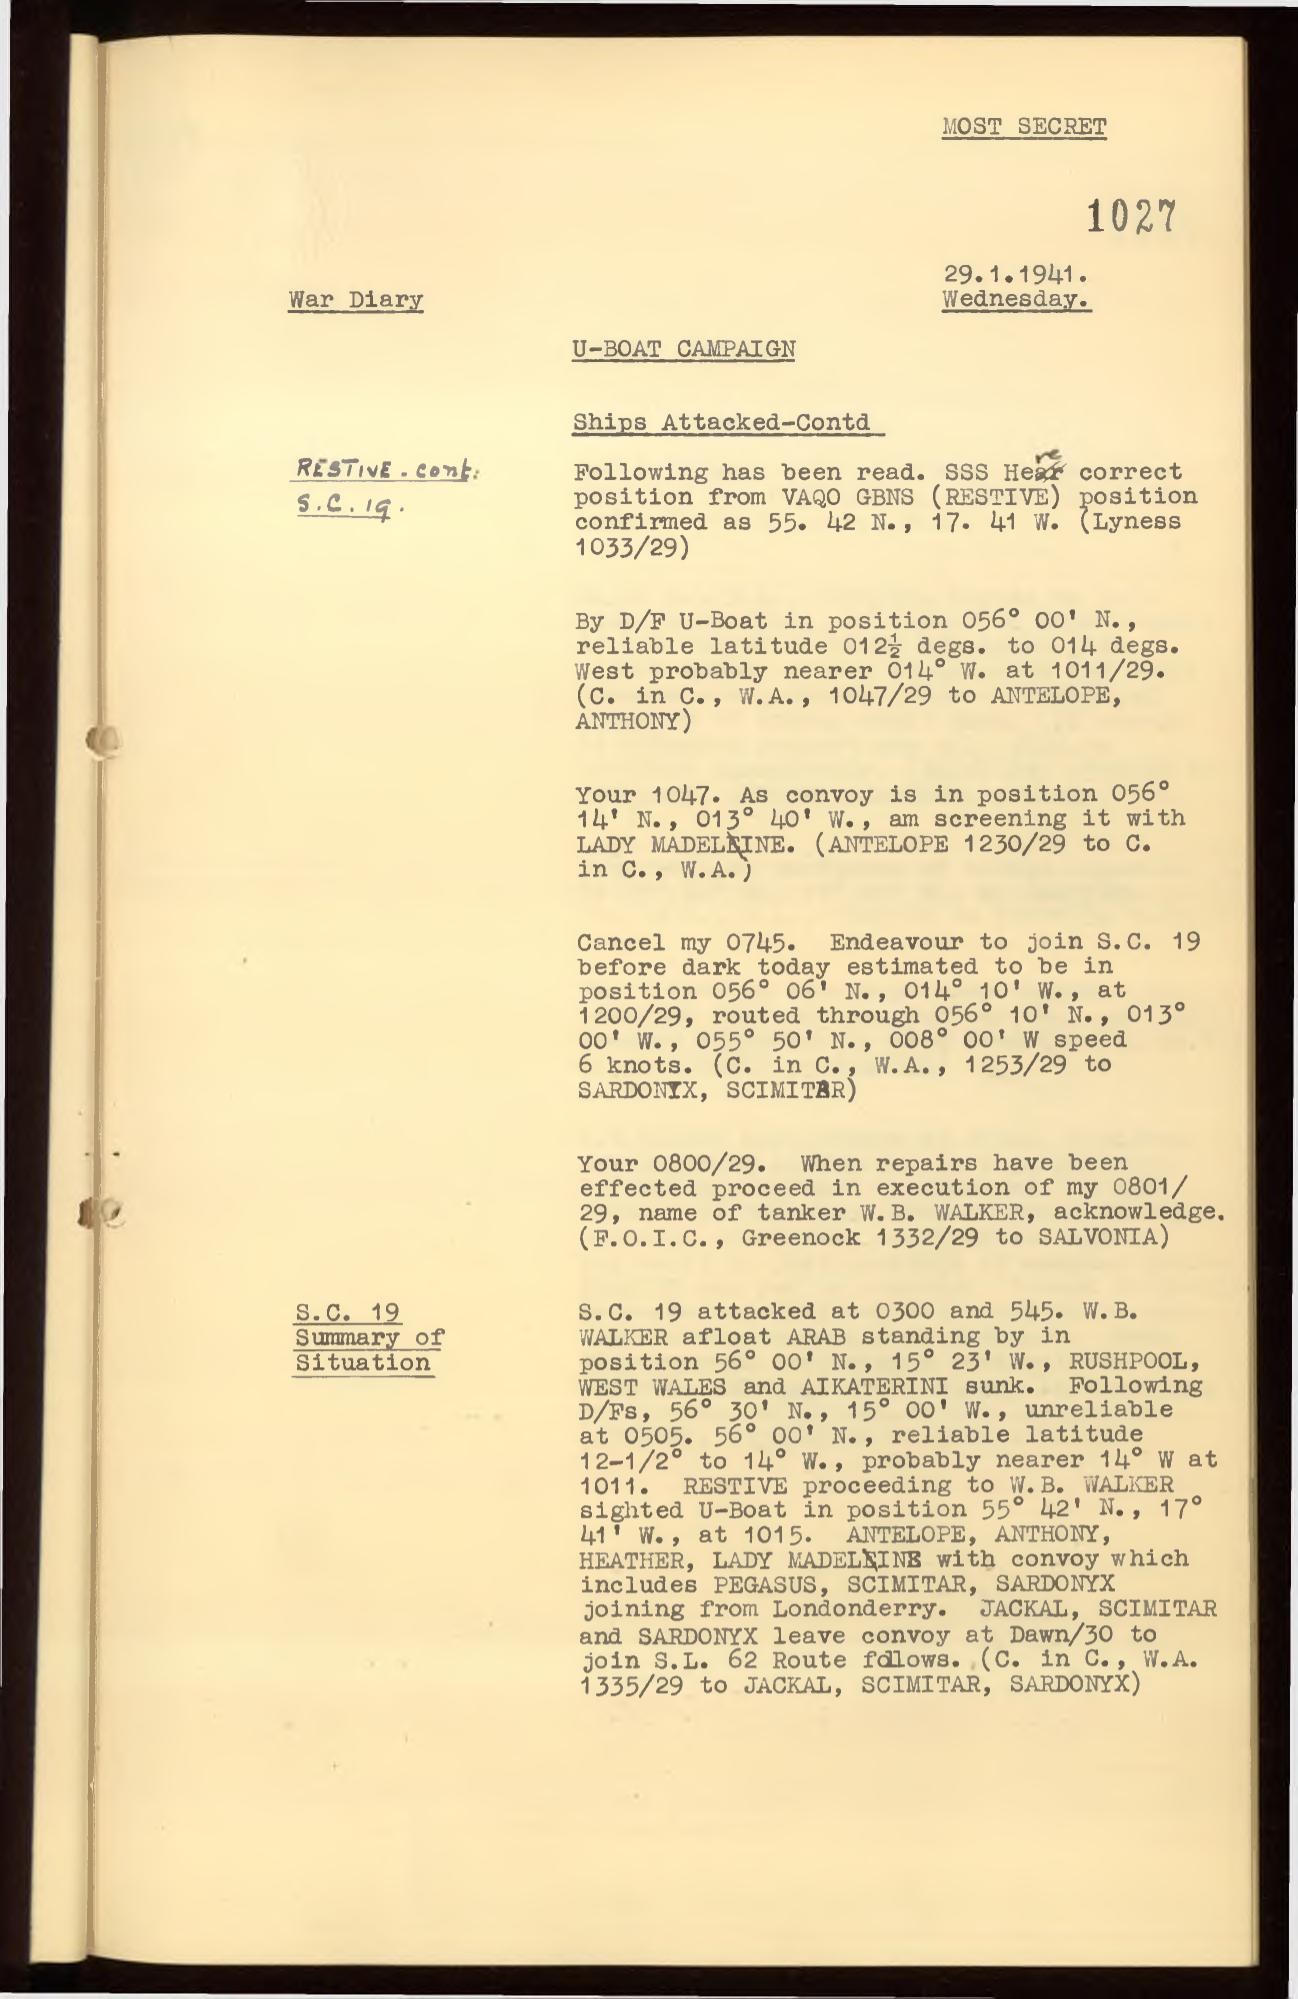 MOST SECRET
1027
29.1.1941.
War Diary
Wednesday.
U-BOAT CAMPAIGN
Ships Attacked-Contd
RESTIVE. cont.
S.C. 19.
Following has been read. SSS Here correct
position from VAQO GBNS (RESTIVE) position
confirmed as 55. 42 N., 17. 41 W. (Lyness
1033/29)
By D/F U-Boat in position 056° 00' N.,
reliable latitude 012½ degs. to 014 degs.
West probably nearer 014° W. at 1011/29.
(C. in C., W.A., 1047/29 to ANTELOPE,
ANTHONY)
Your 1047. As convoy is in position 056°
14' N., 013° 40' W., am screening it with
LADY MADELEINE. (ANTELOPE 1230/29 to C.
in C., W.A.)
Cancel my 0745. Endeavour to join S.C. 19
before dark today estimated to be in
position 056° 06' N., 014° 10' W., at
1200/29, routed through 056° 10' N., 013°
00' W., 055° 50' N., 008° 00' W speed
6 knots. (C. in C., W.A., 1253/29 to
SARDONYX, SCIMITAR)
Your 0800/29. When repairs have been
effected proceed in execution of my 0801/
29, name of tanker W.B. WALKER, acknowledge.
(F.O.I.C., Greenock 1332/29 to SALVONIA)
S.C. 19
Summary of
Situation
S.C. 19 attacked at 0300 and 545. W.B.
WALKER afloat ARAB standing by in
position 56° 00' N., 15° 23' W., RUSHPOOL,
WEST WALES and AIKATERINI sunk. Following
D/Fs, 56° 30' N., 15° 00' W., unreliable
at 0505. 56° 00' N., reliable latitude
12-1/2° to 14° W., probably nearer 14° W at
1011. RESTIVE proceeding to W.B. WALKER
sighted U-Boat in position 55° 42' N., 17°
41' W., at 1015. ANTELOPE, ANTHONY,
HEATHER, LADY MADELEINE with convoy which
includes PEGASUS, SCIMITAR, SARDONYX
joining from Londonderry. JACKAL, SCIMITAR
and SARDONYX leave convoy at Dawn/30 to
join S.L. 62 Route follows. (C. in C., W.A.
1335/29 to JACKAL, SCIMITAR, SARDONYX)